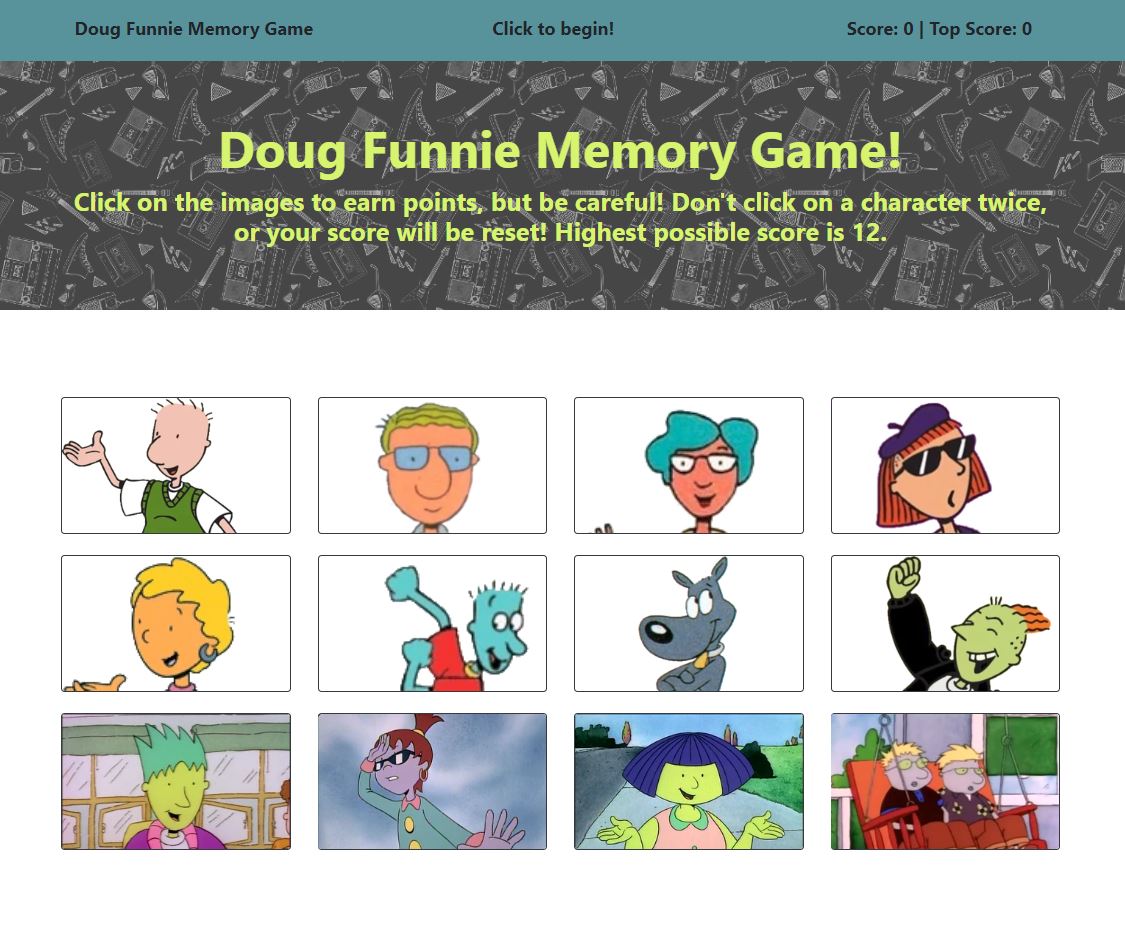 Doug Funnie Memory Game
Click to begin!
Score: 0 | Top Score: 0
Doug Funnie Memory Game!
Click on the images to earn points, but be careful! Don't click on a character twice,
or your score will be reset! Highest possible score is 12.